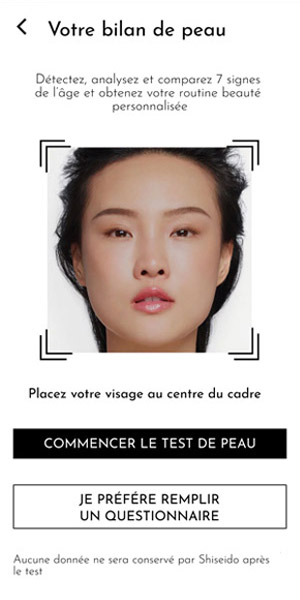 Votre bilan de peau
Détectez, analysez et comparez 7 signes
de l'âge et obtenez votre routine beauté
personnalisée
Placez votre visage au centre du cadre
COMMENCER LE TEST DE PEAU
JE PRÉFÉRE REMPLIR
UN QUESTIONNAIRE
Aucune donnée ne sera conservé par Shiseido après
le test